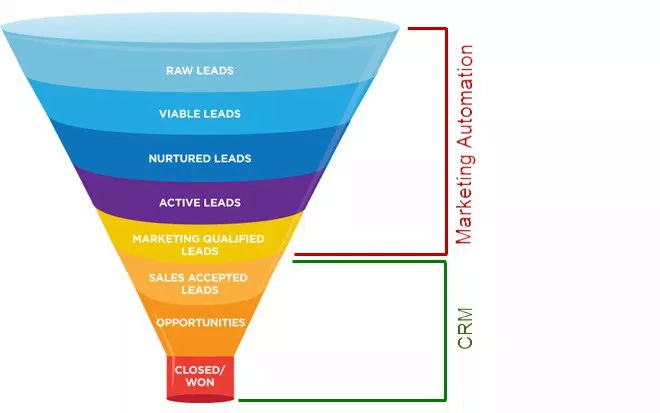 RAW LEADS
VIABLE LEADS
NURTURED LEADS
ACTIVE LEADS
MARKETING QUALIFIED
LEADS
SALES ACCEPTED
LEADS
OPPORTUNITIES
CLOSED/
WON
Marketing Automation
CRM